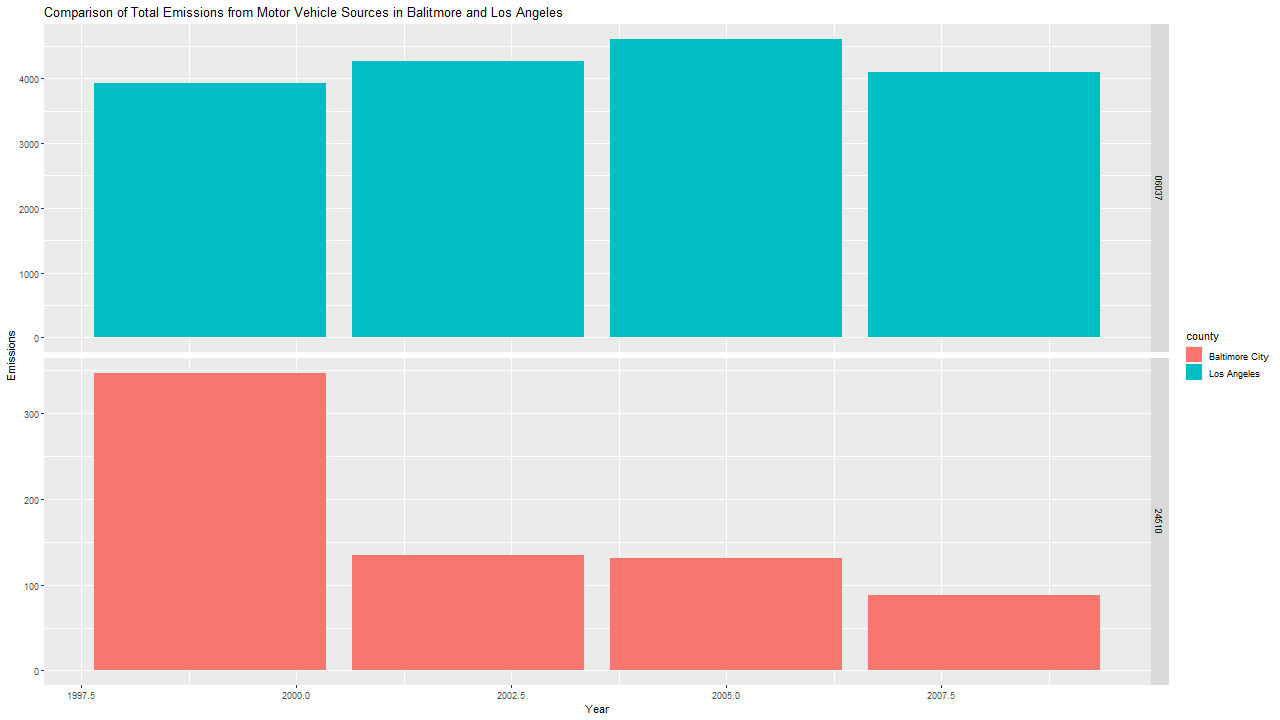 Comparison of Total Emissions from Motor Vehicle Sources in Balitmore and Los Angeles
4000
3000
2000
1000
0
06037
Emissions
300
200
100
0
24510
1997.5
2000.0
2002.5
2005.0
2007.5
Year
county
Baltimore City
Los Angeles